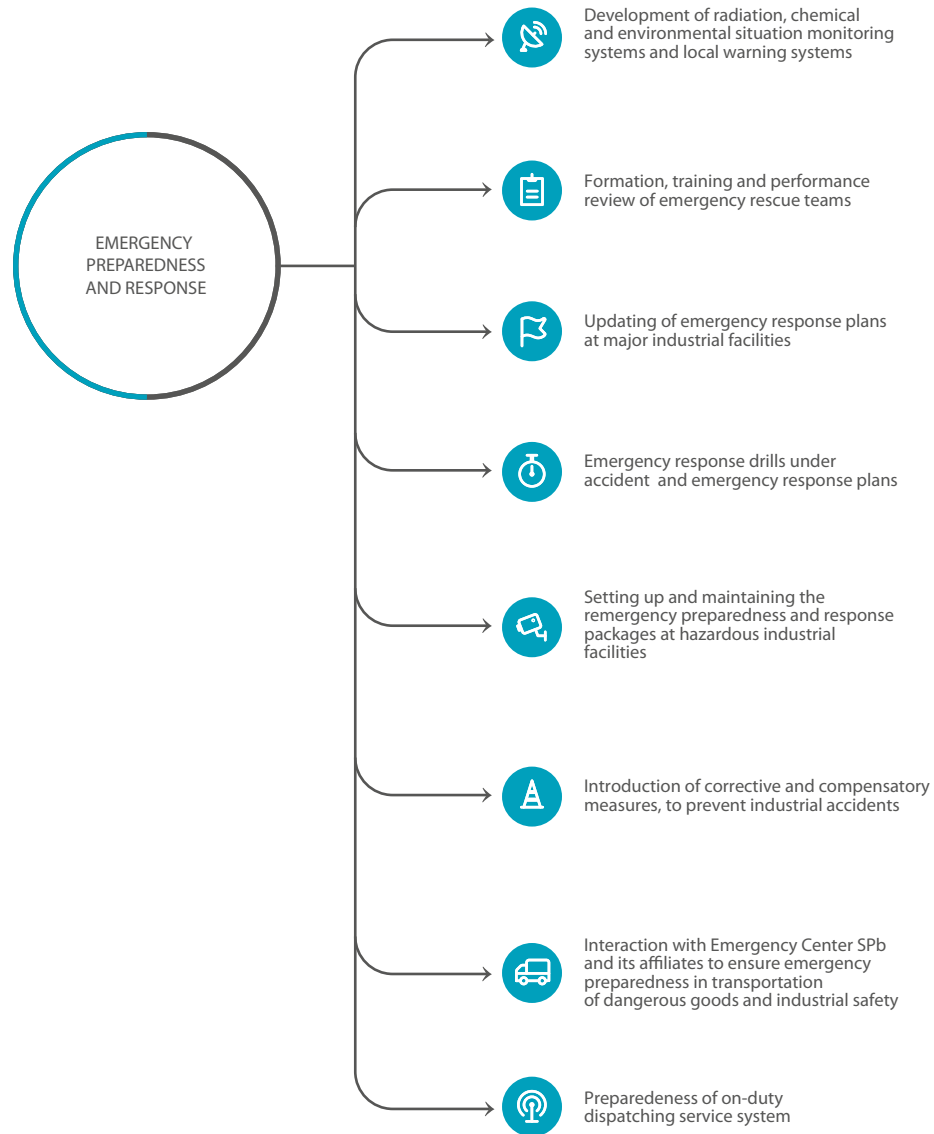 Development of radiation, chemical
and environmental situation monitoring
systems and local warning systems
Formation, training and performance
review of emergency rescue teams
EMERGENCY
PREPAREDNESS
AND RESPONSE
Updating of emergency response plans
at major industrial facilities
Emergency response drills under
accident  and emergency response plans
Setting up and maintaining the
remergency preparedness and response
packages at hazardous industrial
facilities
Introduction of corrective and compensatory
measures, to prevent industrial accidents
Interaction with Emergency Center SPb
and its affiliates to ensure emergency
preparedness in transportation
of dangerous goods and industrial safety
Preparedeness of on-duty
dispatching service system